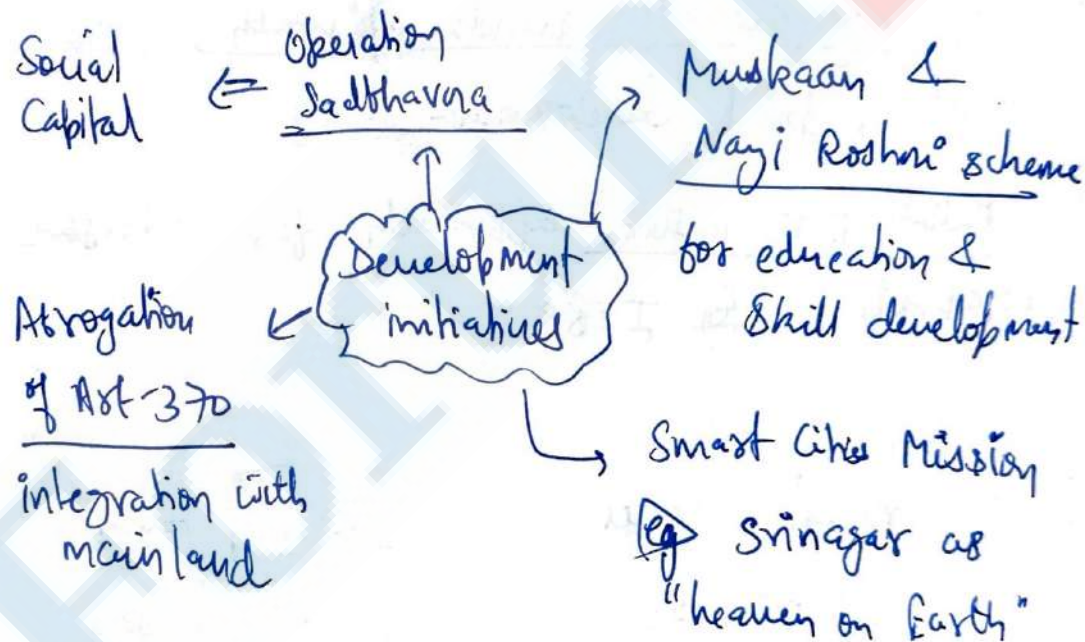 Social
Capital
⇐
Operation
Sadbhavna
Muskaan &
Nayi Roshni scheme
for education &
Skill development
Development
initiatives
Abrogation
of Art-370
integration with
mainland
Smart Cities Mission
eg Srinagar as
"heaven on Earth"
Forum